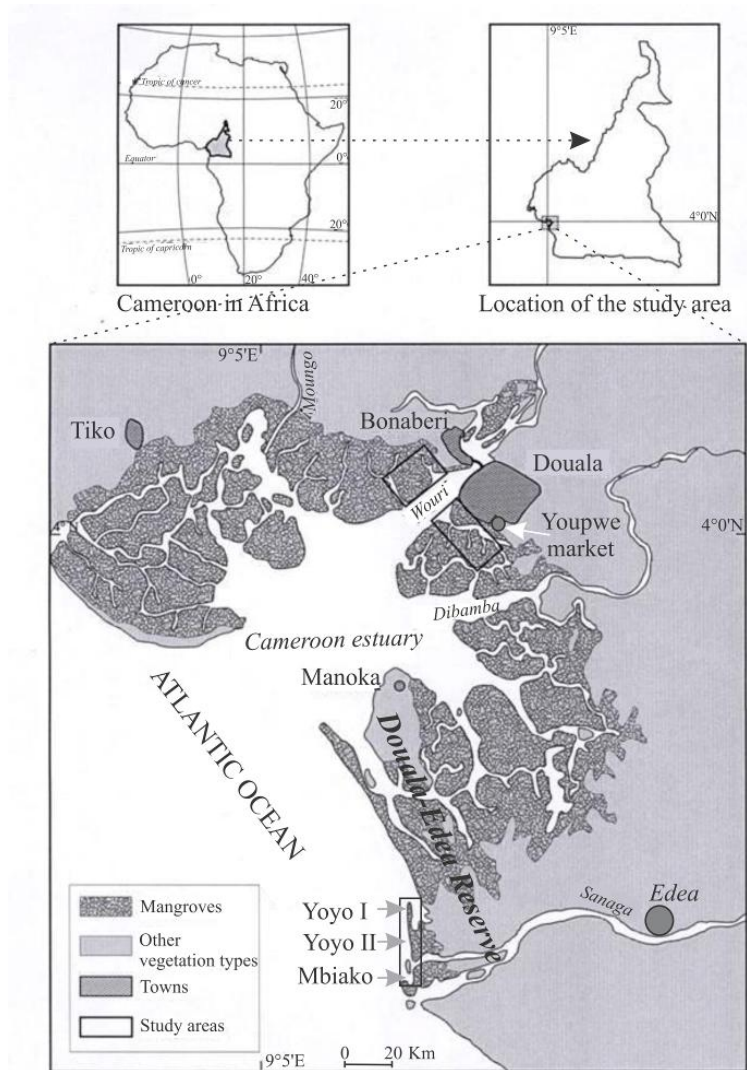 9°5'E
Tropic of cancer
20°
Equator
0°
4°0'N
20°
Tropic of capricorn
0°
20°
40°
Cameroon in Africa
Location of the study area
9°5'E
Moungo
Tiko
Bonaberi
Douala
Wouri
Youpwe
market
4°
4°0'N
Dibamba
Cameroon estuary
Manoka
ATLANTIC OCEAN
Douala-Edea Reserve
Mangroves
Other
vegetation types
Towns
Study areas
Yoyo I
Yoyo II
Mbiako
Sanaga
Edea
9°5'E
0 20 Km